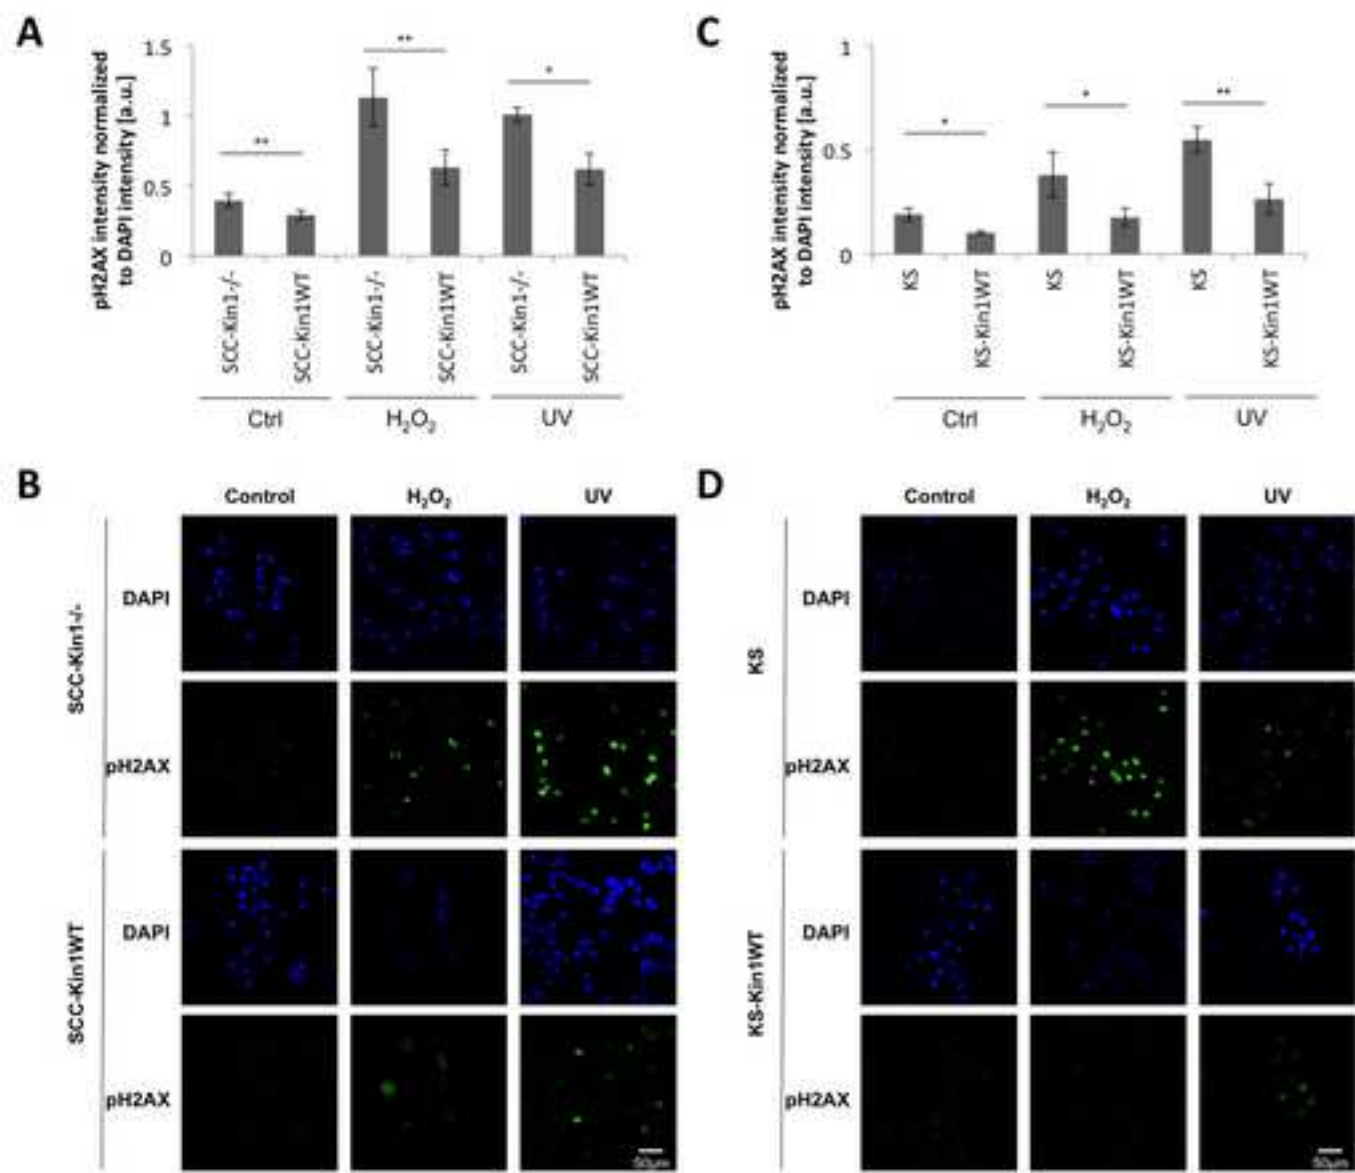 A
pH2AX intensity normalized
to DAPI intensity [a.u.]
1.5
1
0.5
0
**
**
*
SCC-Kin1-/-
SCC-Kin1WT
SCC-Kin1-/-
SCC-Kin1WT
SCC-Kin1-/-
SCC-Kin1WT
Ctrl
H₂O₂
UV
C
pH2AX intensity normalized
to DAPI intensity [a.u.]
1
0.5
0
*
*
**
KS
KS-Kin1WT
KS
KS-Kin1WT
KS
KS-Kin1WT
Ctrl
H₂O₂
UV
B
Control
H₂O₂
UV
SCC-Kin1-/-
DAPI
pH2AX
SCC-Kin1WT
DAPI
pH2AX
50µm
D
Control
H₂O₂
UV
KS
DAPI
pH2AX
KS-Kin1WT
DAPI
pH2AX
50µm